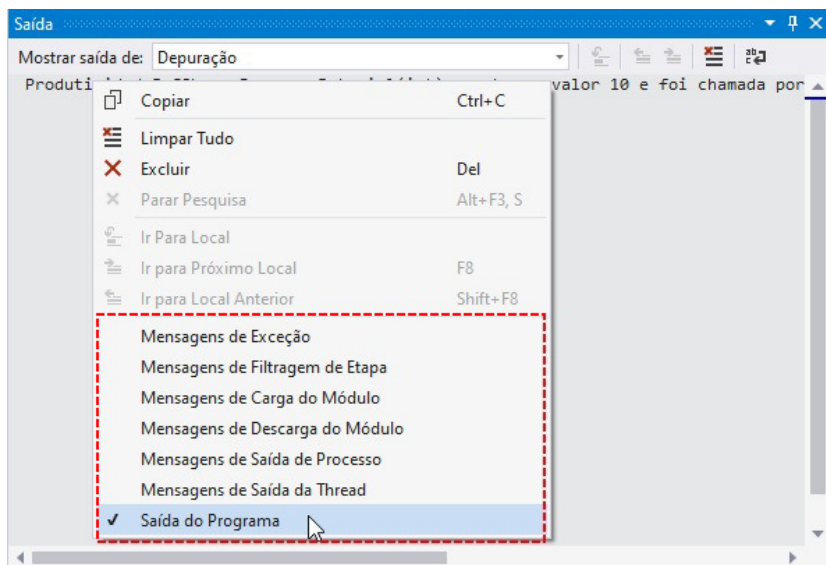 Saída
Mostrar saída de: Depuração
Produti valor 10 e foi chamada por
Copiar Ctrl+C
Limpar Tudo
Excluir Del
Parar Pesquisa Alt+F3, S
Ir Para Local
Ir para Próximo Local F8
Ir para Local Anterior Shift+F8
Mensagens de Exceção
Mensagens de Filtragem de Etapa
Mensagens de Carga do Módulo
Mensagens de Descarga do Módulo
Mensagens de Saída de Processo
Mensagens de Saída da Thread
Saída do Programa